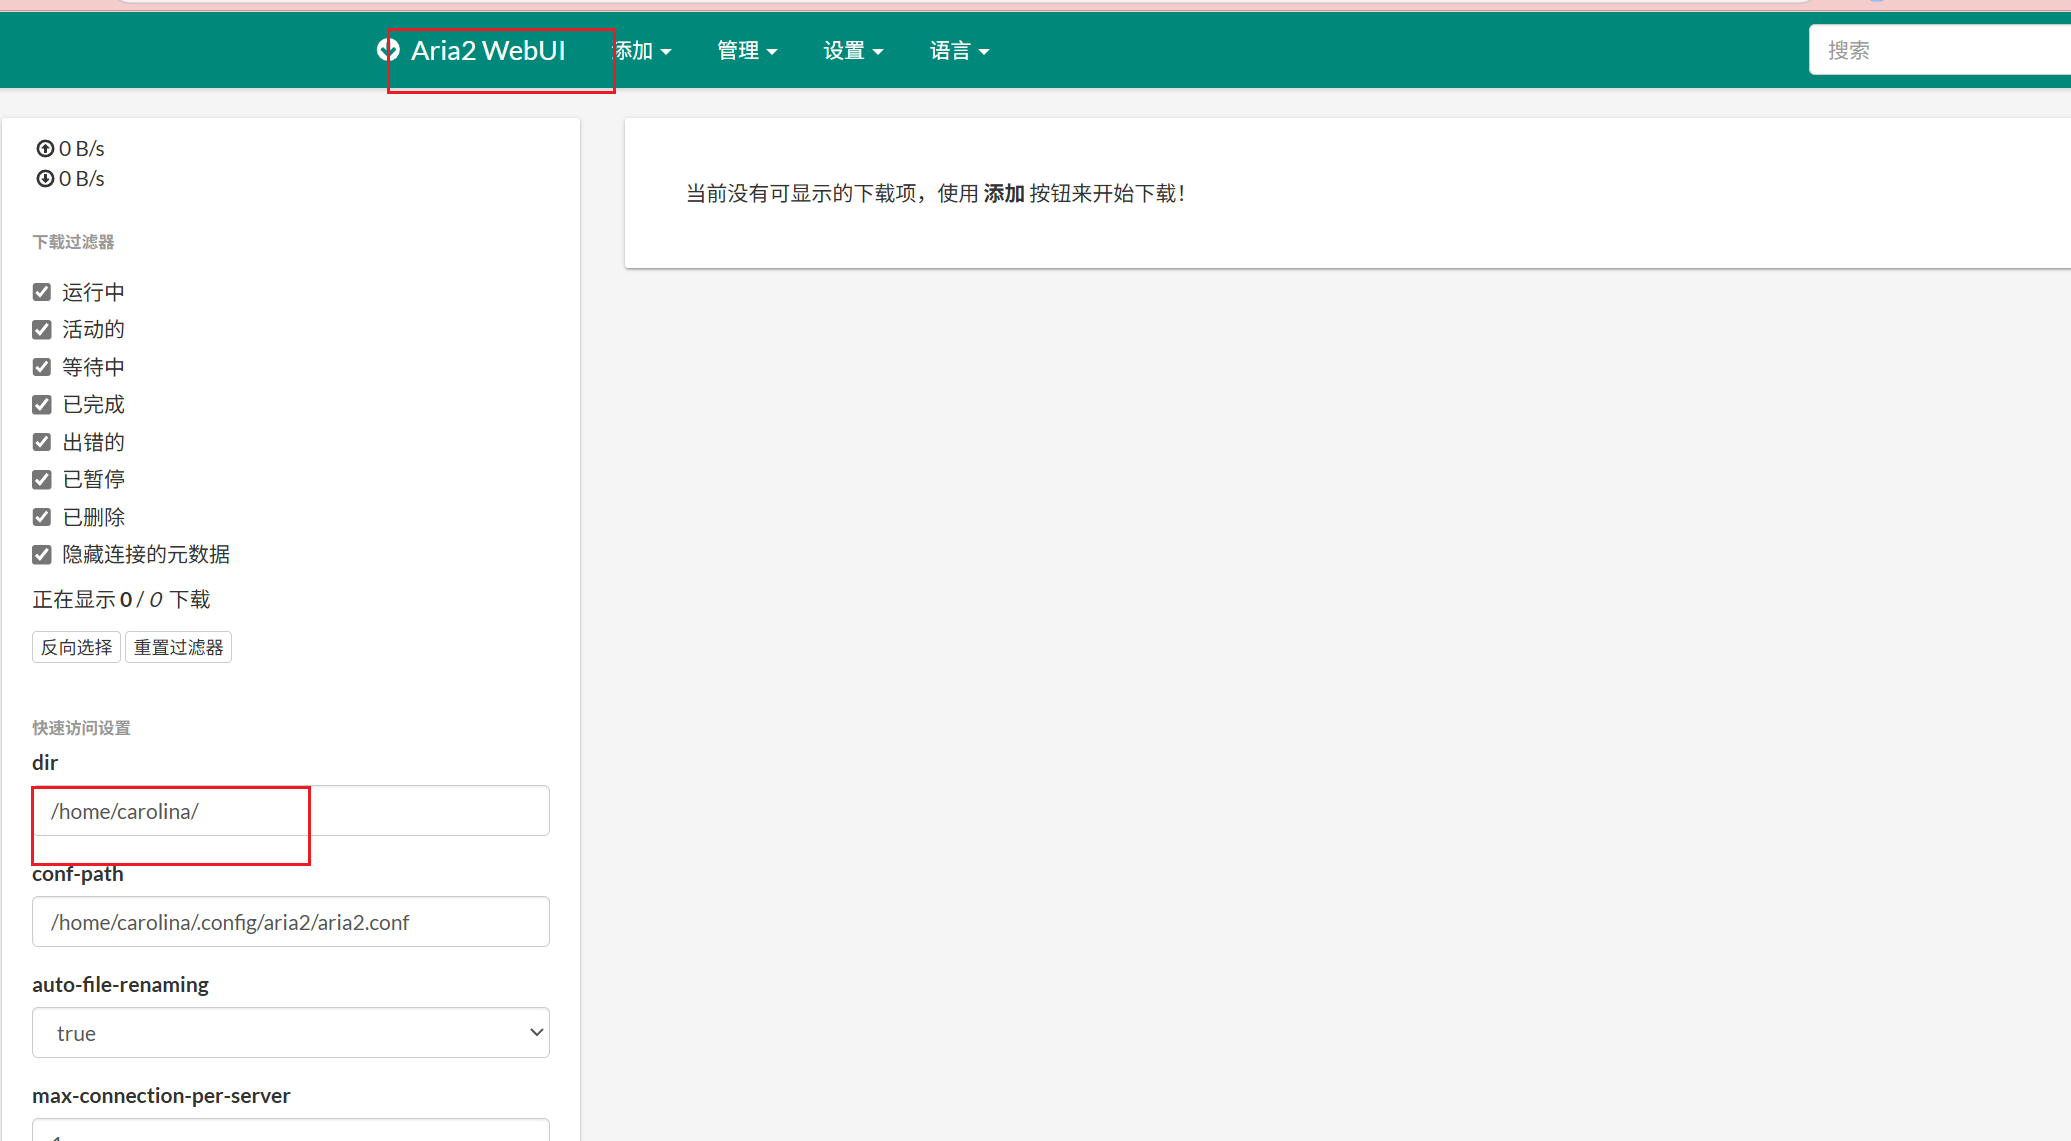 Aria2 WebUI 添加 管理 设置 语言 搜索
0 B/s
0 B/s
下载过滤器
运行中
活动的
等待中
已完成
出错的
已暂停
已删除
隐藏连接的元数据
正在显示 0 / 0 下载
反向选择 重置过滤器
快速访问设置
dir
/home/carolina/
conf-path
/home/carolina/.config/aria2/aria2.conf
auto-file-renaming
true
max-connection-per-server
当前没有可显示的下载项，使用 添加 按钮来开始下载！